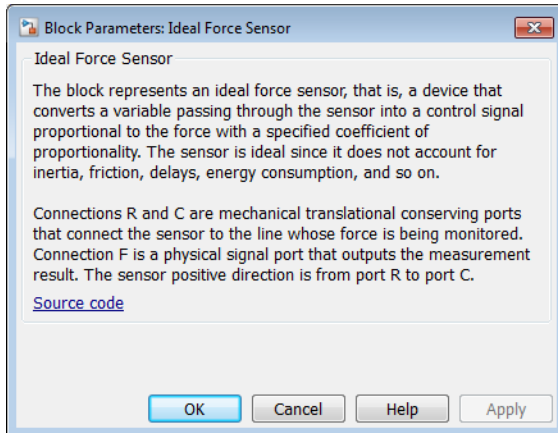 Block Parameters: Ideal Force Sensor
Ideal Force Sensor
The block represents an ideal force sensor, that is, a device that
converts a variable passing through the sensor into a control signal
proportional to the force with a specified coefficient of
proportionality. The sensor is ideal since it does not account for
inertia, friction, delays, energy consumption, and so on.
Connections R and C are mechanical translational conserving ports
that connect the sensor to the line whose force is being monitored.
Connection F is a physical signal port that outputs the measurement
result. The sensor positive direction is from port R to port C.
Source code
OK Cancel Help Apply